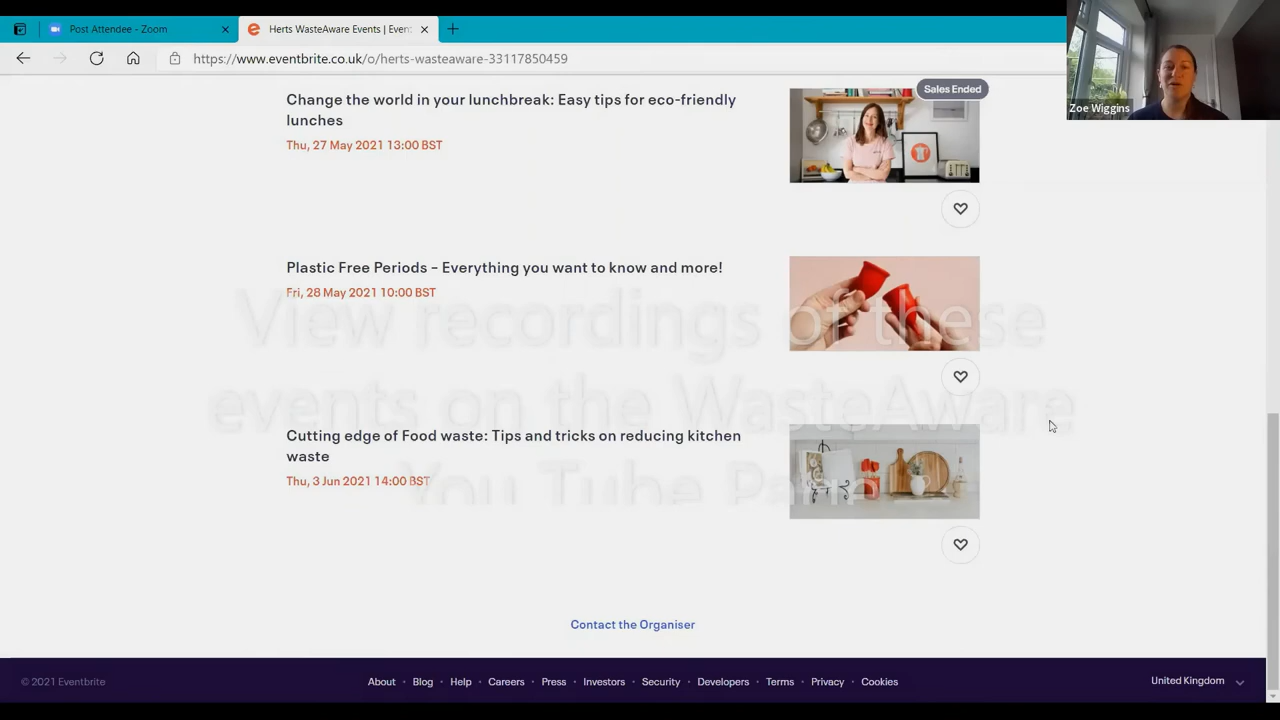 Post Attendee - Zoom
Herts WasteAware Events | Even
https://www.eventbrite.co.uk/o/herts-wasteaware-33117850459
Zoe Wiggins
Change the world in your lunchbreak: Easy tips for eco-friendly
lunches
Thu, 27 May 2021 13:00 BST
Sales Ended
Plastic Free Periods – Everything you want to know and more!
Fri, 28 May 2021 10:00 BST
View recordings of these
events on the WasteAware
You Tube Page
Cutting edge of Food waste: Tips and tricks on reducing kitchen
waste
Thu, 3 Jun 2021 14:00 BST
Contact the Organiser
© 2021 Eventbrite
About · Blog · Help · Careers · Press · Investors · Security · Developers · Terms · Privacy · Cookies
United Kingdom